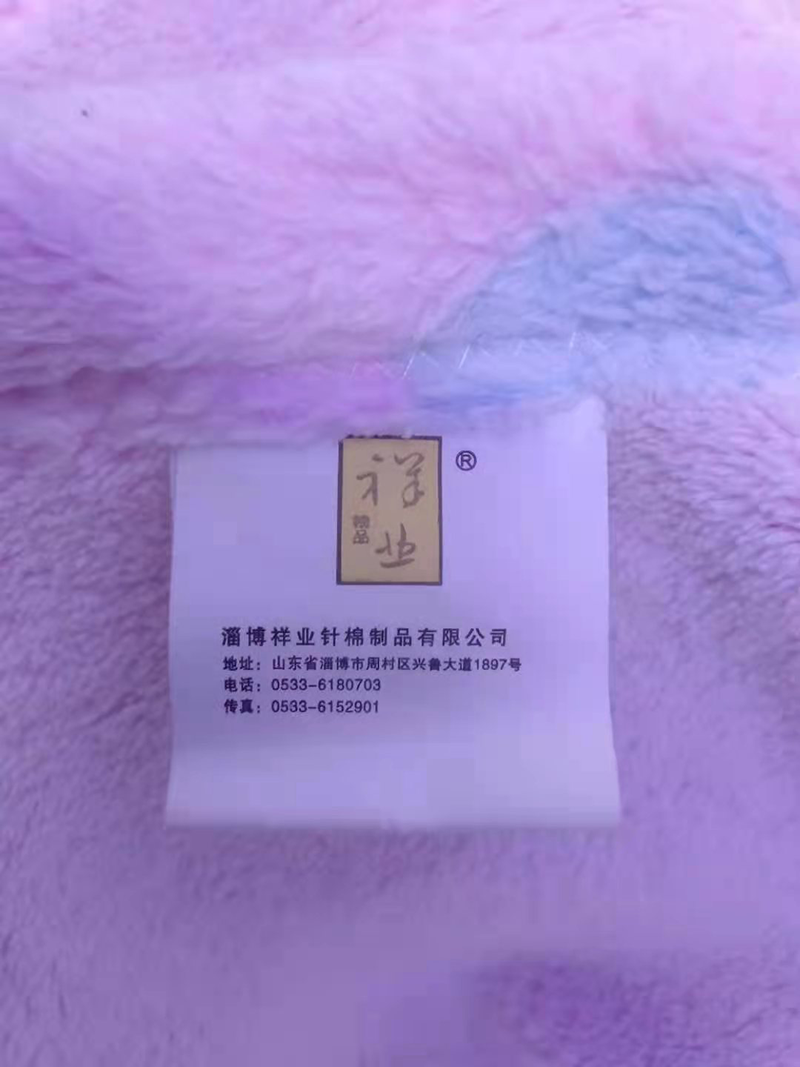 祥业
精品
®
淄博祥业针棉制品有限公司
地址：山东省淄博市周村区兴鲁大道1897号
电话：0533-6180703
传真：0533-6152901